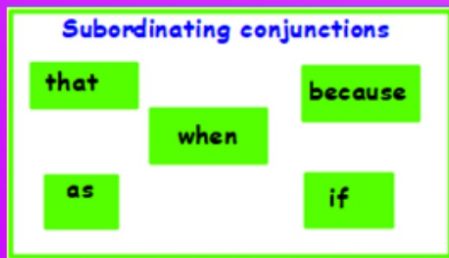 Subordinating conjunctions
that
because
when
as
if